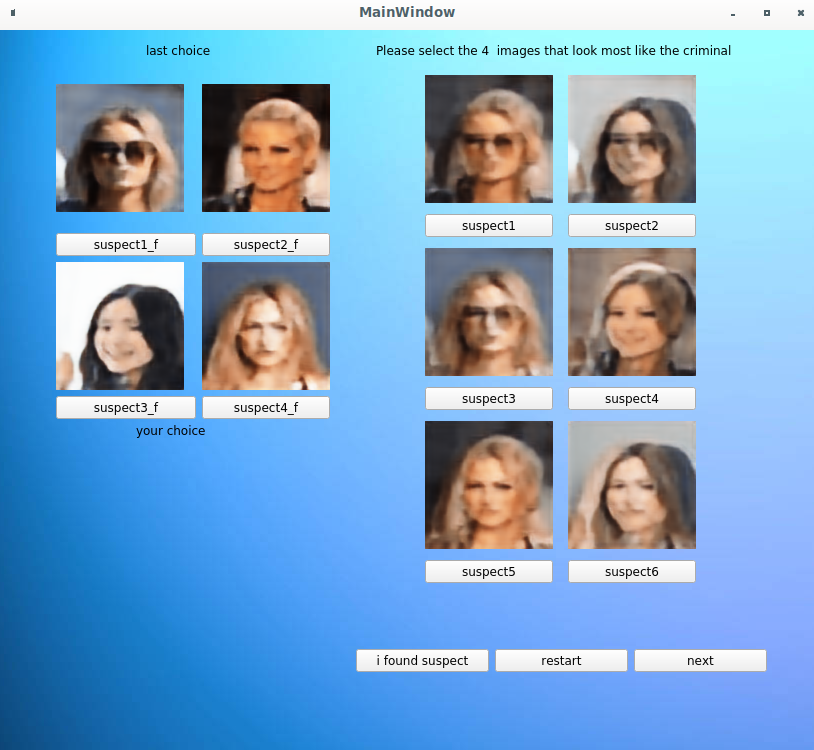 MainWindow
last choice
Please select the 4  images that look most like the criminal
suspect1_f
suspect2_f
suspect3_f
suspect4_f
your choice
suspect1
suspect2
suspect3
suspect4
suspect5
suspect6
i found suspect
restart
next